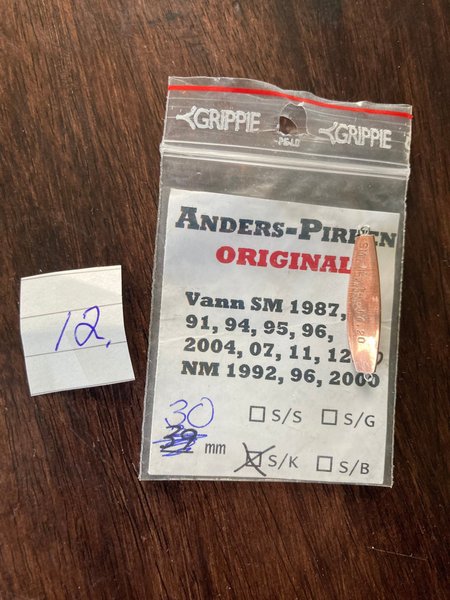 GRIPPIE GRIPPIE
ANDERS-PIRKEN
ORIGINAL
Vann SM 1987,
91, 94, 95, 96,
2004, 07, 11, 12
NM 1992, 96, 2000
12.
30
mm
S/S S/G
S/K S/B